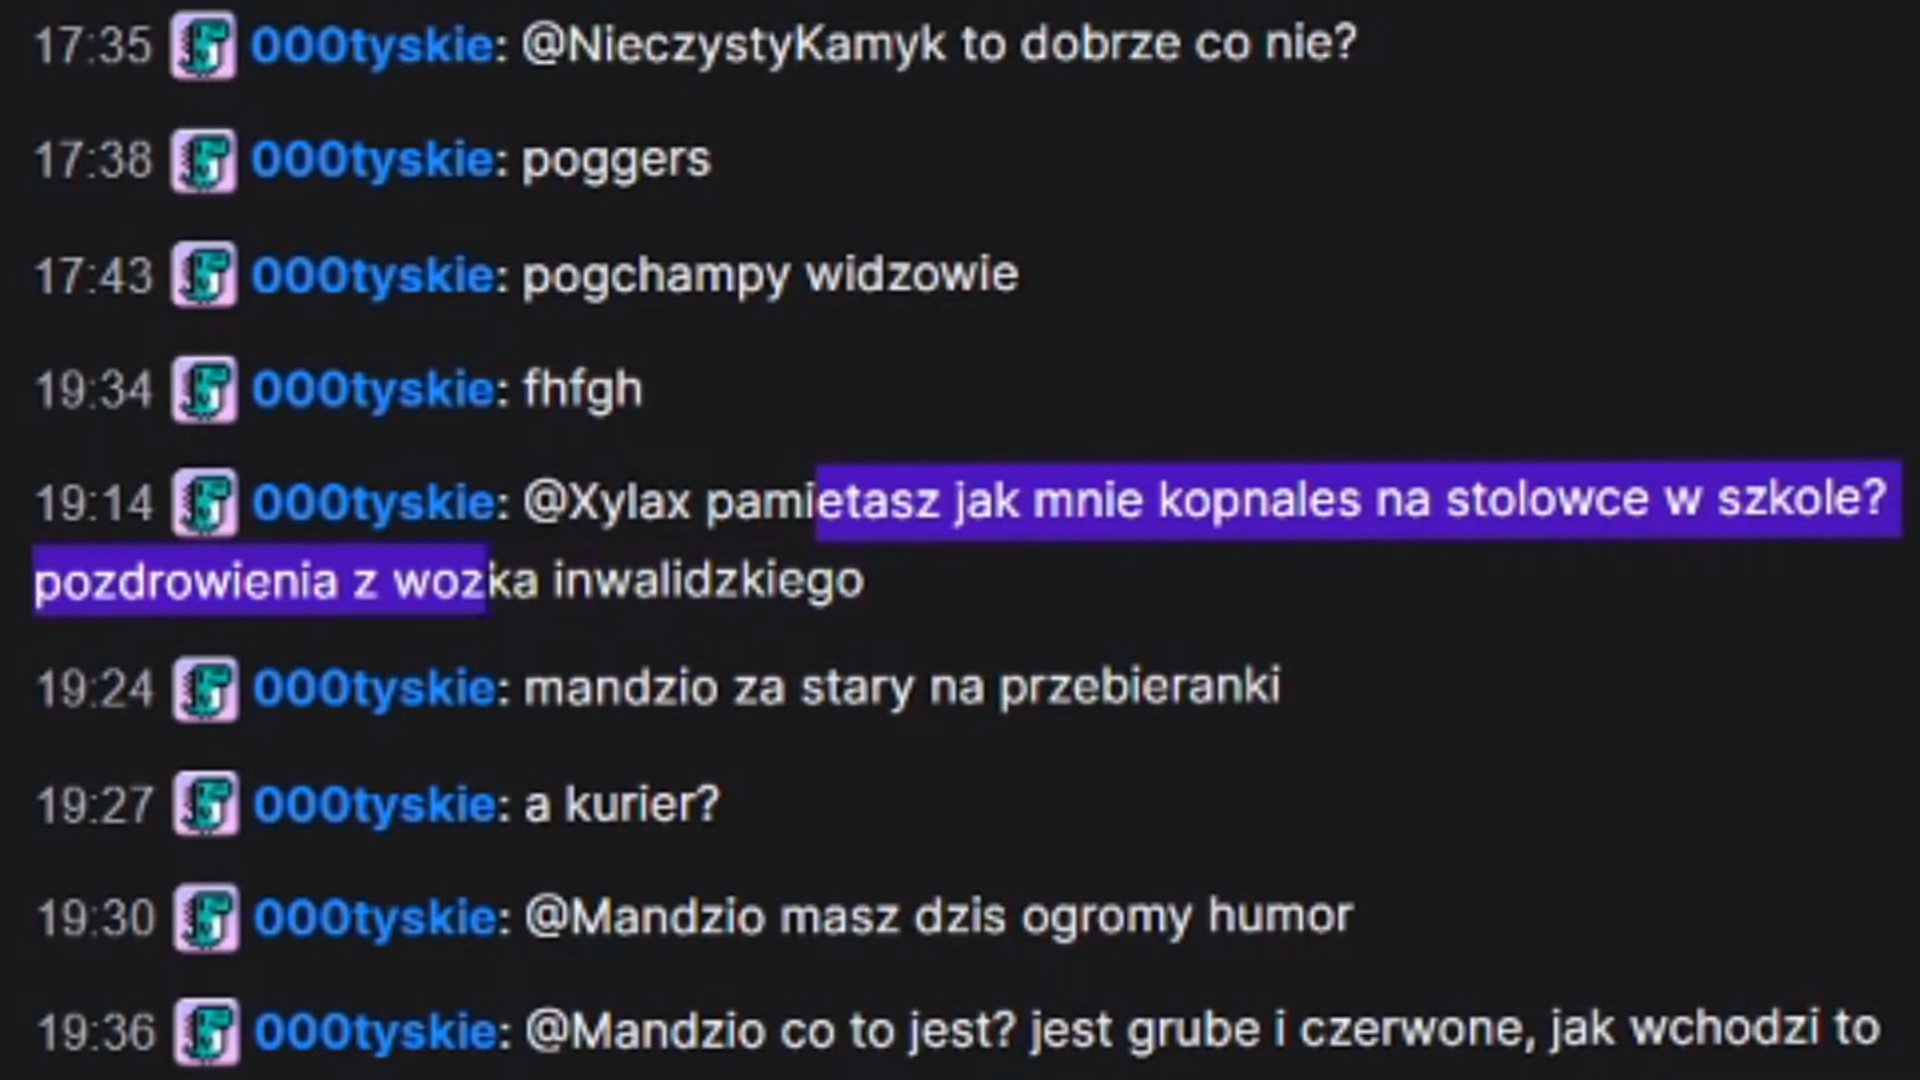 17:35 000tyskie: @NieczystyKamyk to dobrze co nie?
17:38 000tyskie: poggers
17:43 000tyskie: pogchampy widzowie
19:34 000tyskie: fhfgh
19:14 000tyskie: @Xylax pamietasz jak mnie kopnales na stolowce w szkole?
pozdrowienia z wozka inwalidzkiego
19:24 000tyskie: mandzio za stary na przebieranki
19:27 000tyskie: a kurier?
19:30 000tyskie: @Mandzio masz dzis ogromy humor
19:36 000tyskie: @Mandzio co to jest? jest grube i czerwone, jak wchodzi to